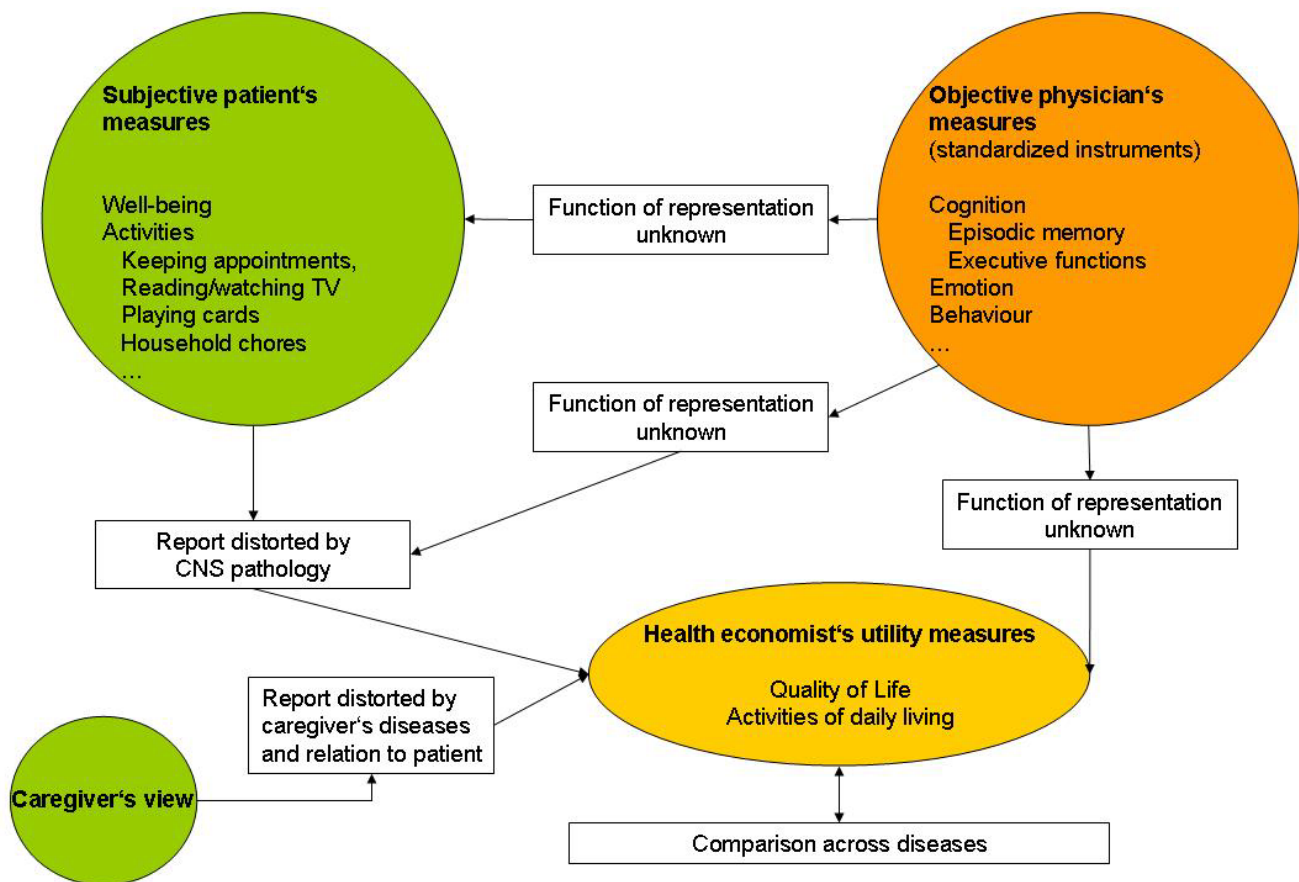 Subjective patient‘s
measures
Well-being
Activities
Keeping appointments,
Reading/watching TV
Playing cards
Household chores
...
Objective physician‘s
measures
(standardized instruments)
Cognition
Episodic memory
Executive functions
Emotion
Behaviour
...
Function of representation
unknown
Function of representation
unknown
Function of representation
unknown
Report distorted by
CNS pathology
Health economist‘s utility measures
Quality of Life
Activities of daily living
Report distorted by
caregiver‘s diseases
and relation to patient
Caregiver‘s view
Comparison across diseases